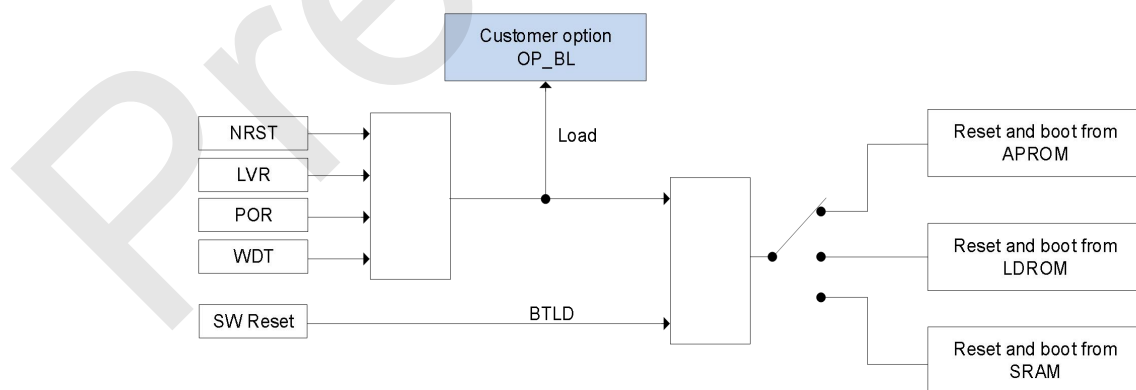 Customer option
OP_BL
NRST
LVR
POR
WDT
Load
SW Reset
BTLD
Reset and boot from
APROM
Reset and boot from
LDROM
Reset and boot from
SRAM
Pre